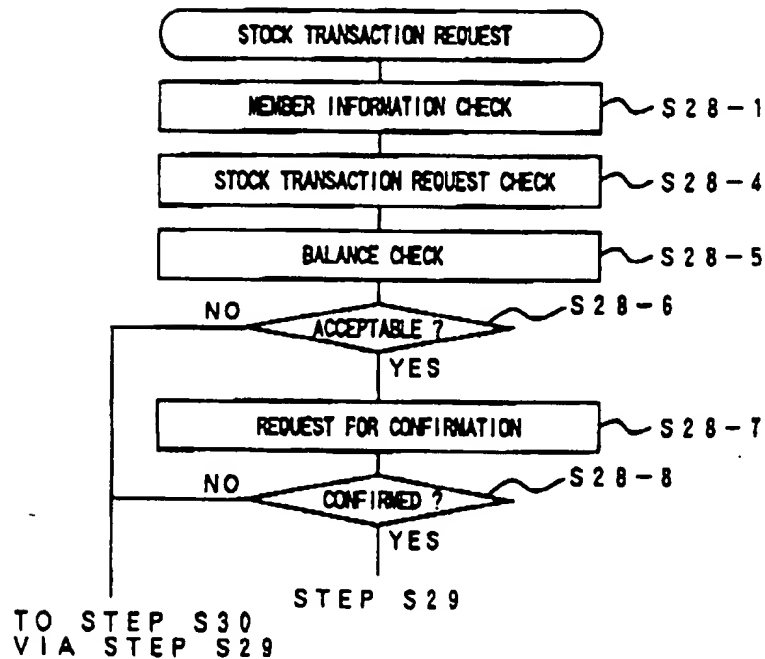 STOCK TRANSACTION REQUEST
MEMBER INFORMATION CHECK
S28-1
STOCK TRANSACTION REQUEST CHECK
S28-4
BALANCE CHECK
S28-5
S28-6
NO
ACCEPTABLE ?
YES
REQUEST FOR CONFIRMATION
S28-7
S28-8
NO
CONFIRMED ?
YES
STEP S29
TO STEP S30
VIA STEP S29